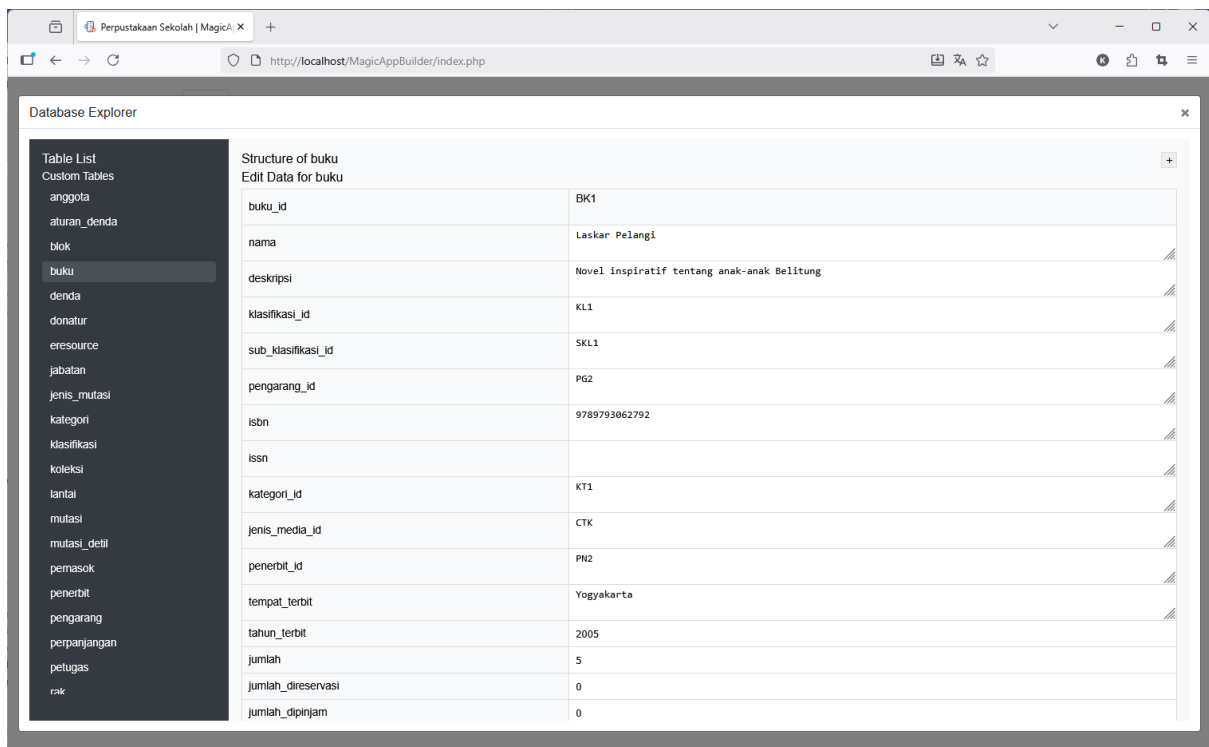 Perpustakaan Sekolah | MagicA
http://localhost/MagicAppBuilder/index.php
K
Database Explorer
Table List
Custom Tables
anggota
aturan_denda
blok
buku
denda
donatur
eresource
jabatan
jenis_mutasi
kategori
klasifikasi
koleksi
lantai
mutasi
mutasi_detil
pemasok
penerbit
pengarang
perpanjangan
petugas
rak
Structure of buku
Edit Data for buku
buku_id BK1
nama Laskar Pelangi
deskripsi Novel inspiratif tentang anak-anak Belitung
klasifikasi_id KL1
sub_klasifikasi_id SKL1
pengarang_id PG2
isbn 9789793062792
issn
kategori_id KT1
jenis_media_id CTK
penerbit_id PN2
tempat_terbit Yogyakarta
tahun_terbit 2005
jumlah 5
jumlah_direservasi 0
jumlah_dipinjam 0